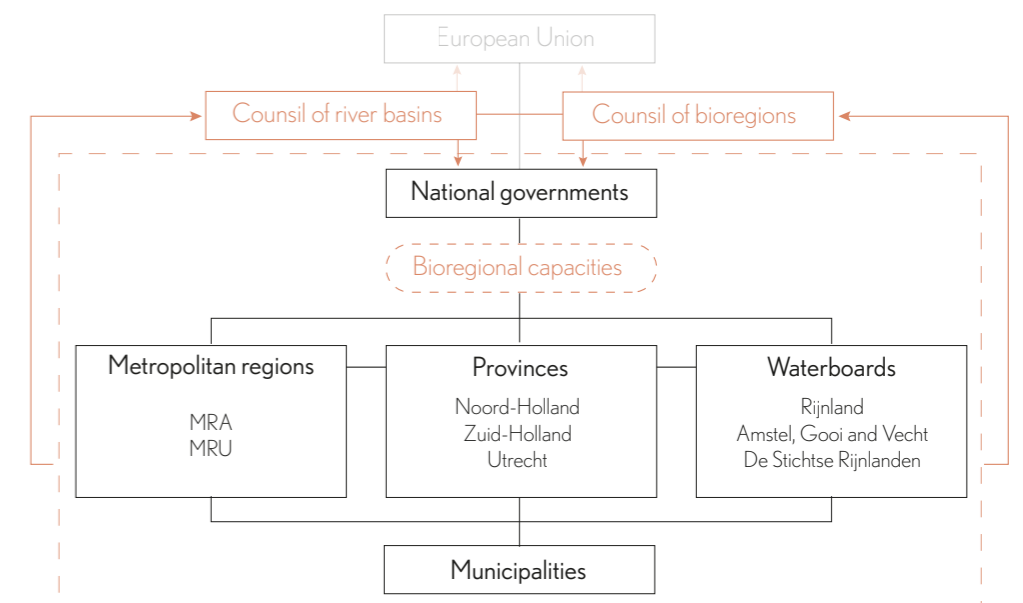 European Union
Counsil of river basins
Counsil of bioregions
National governments
Bioregional capacities
Metropolitan regions
MRA
MRU
Provinces
Noord-Holland
Zuid-Holland
Utrecht
Waterboards
Rijnland
Amstel, Gooi and Vecht
De Stichtse Rijnlanden
Municipalities